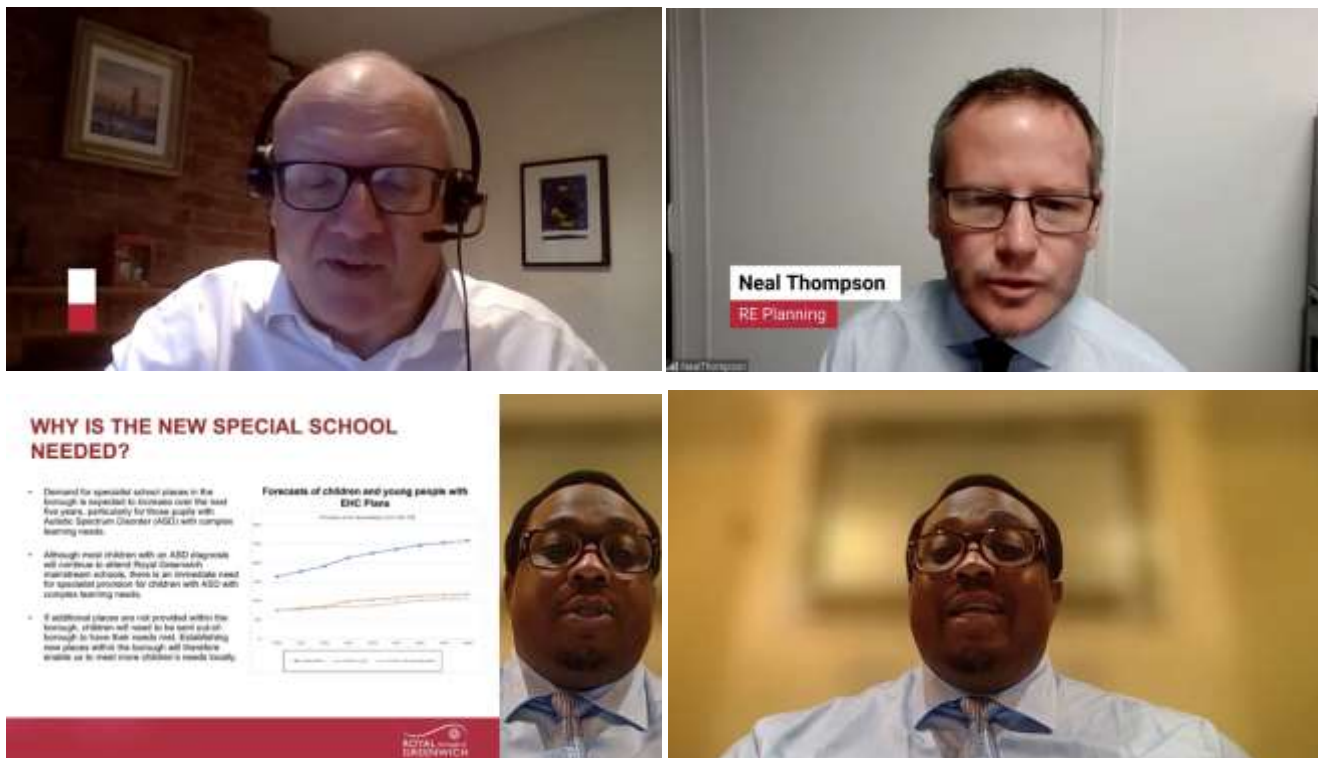 Neal Thompson
RE Planning
NealThompson
WHY IS THE NEW SPECIAL SCHOOL
NEEDED?
Demand for specialist school places in the
borough is expected to increase over the next
five years, particularly for those pupils with
Autistic Spectrum Disorder (ASD) with complex
learning needs.
Although most children with an ASD diagnosis
will continue to attend Royal Greenwich
mainstream schools, there is an immediate need
for specialist provision for children with ASD with
complex learning needs.
If additional places are not provided within the
borough, children will need to be sent out-of-
borough to have their needs met. Establishing
new places within the borough will therefore
enable us to meet more children's needs locally.
Forecasts of children and young people with
EHC Plans
ROYAL borough of
GREENWICH